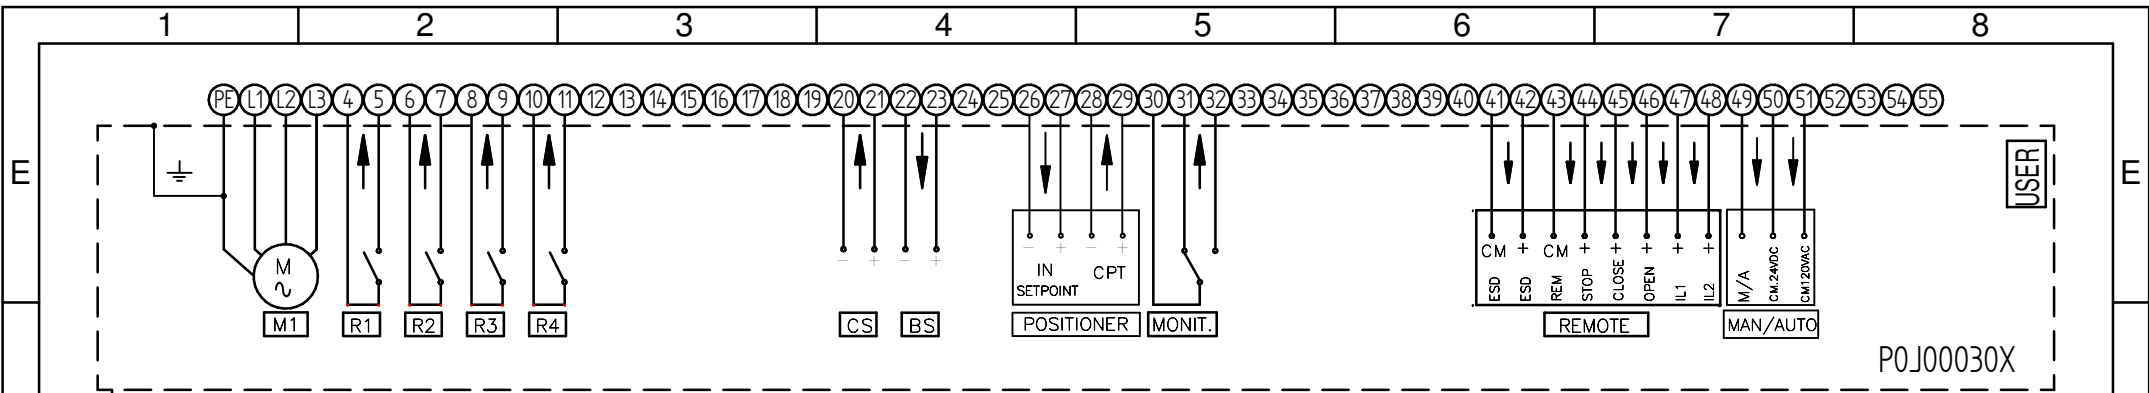 1 2 3 4 5 6 7 8
PE L1 L2 L3 4 5 6 7 8 9 10 11 12 13 14 15 16 17 18 19 20 21 22 23 24 25 26 27 28 29 30 31 32 33 34 35 36 37 38 39 40 41 42 43 44 45 46 47 48 49 50 51 52 53 54 55
E E
USER
- + - + - + - +
CM + CM + + + + +
M
IN CPT
SETPOINT
ESD ESD REM STOP CLOSE OPEN IL1 IL2 M/A CM.24VDC CM120VAC
M1 R1 R2 R3 R4 CS BS POSITIONER MONIT. REMOTE MAN/AUTO
P0J00030X